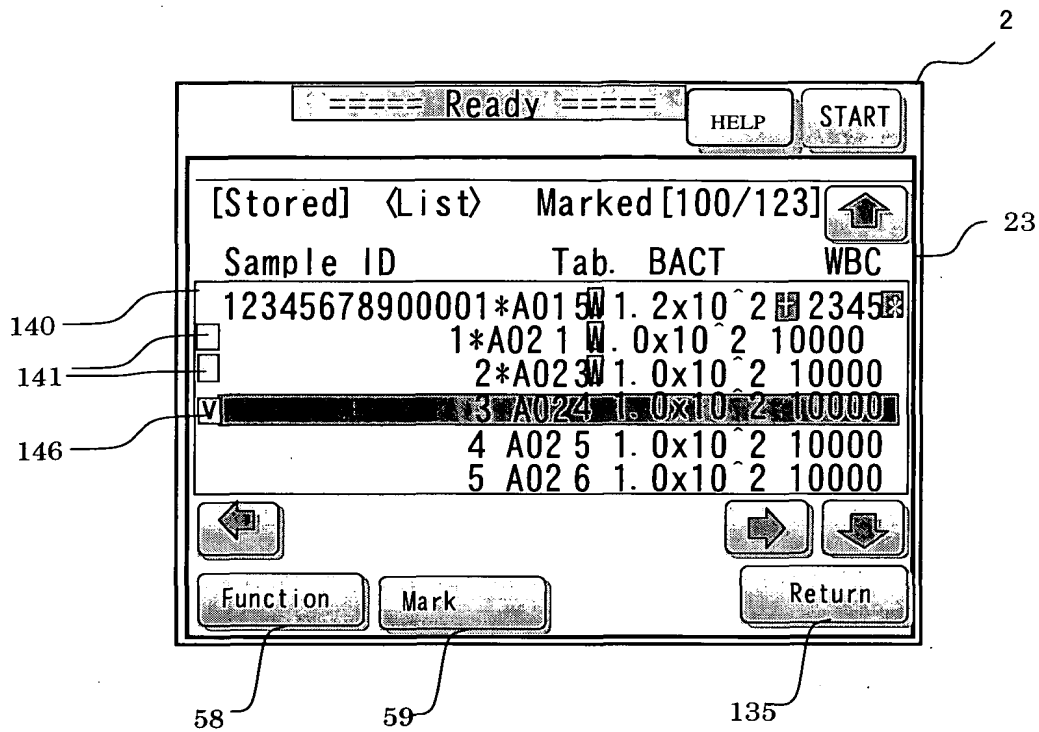 2
===== Ready =====
HELP
START
[Stored] 〈List〉 Marked[100/123]
23
Sample ID Tab. BACT WBC
140
12345678900001*A01 5W 1. 2x10^2 † 2345*
1*A02 1 W. 0x10^2 10000
141
2*A02 3W 1. 0x10^2 10000
146
V 3 A02 4 1. 0x10^2 10000
4 A02 5 1. 0x10^2 10000
5 A02 6 1. 0x10^2 10000
Function
Mark
Return
58
59
135